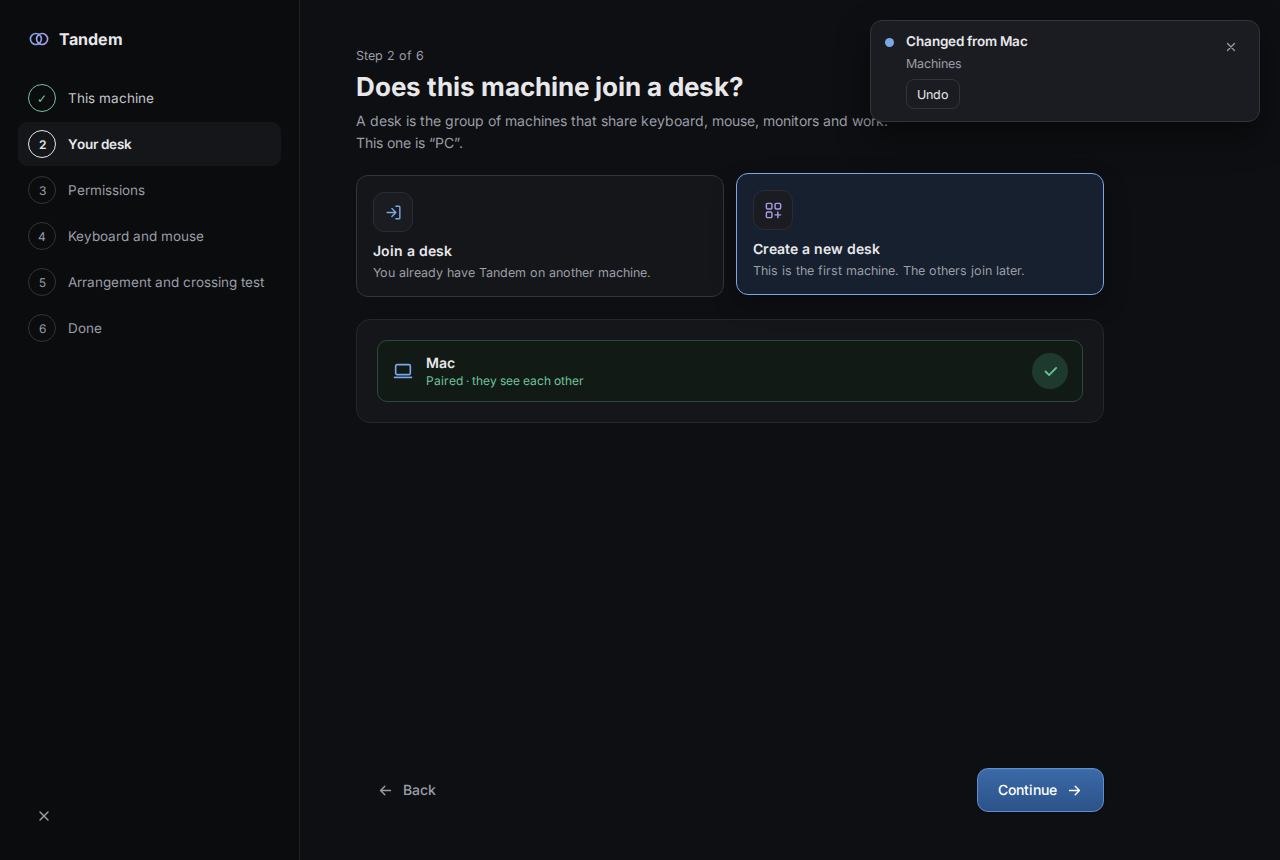 Tandem
✓ This machine
2 Your desk
3 Permissions
4 Keyboard and mouse
5 Arrangement and crossing test
6 Done
Step 2 of 6
Does this machine join a desk?
A desk is the group of machines that share keyboard, mouse, monitors and work.
This one is “PC”.
Changed from Mac
Machines
Undo
Join a desk
You already have Tandem on another machine.
Create a new desk
This is the first machine. The others join later.
Mac
Paired · they see each other
Back
Continue